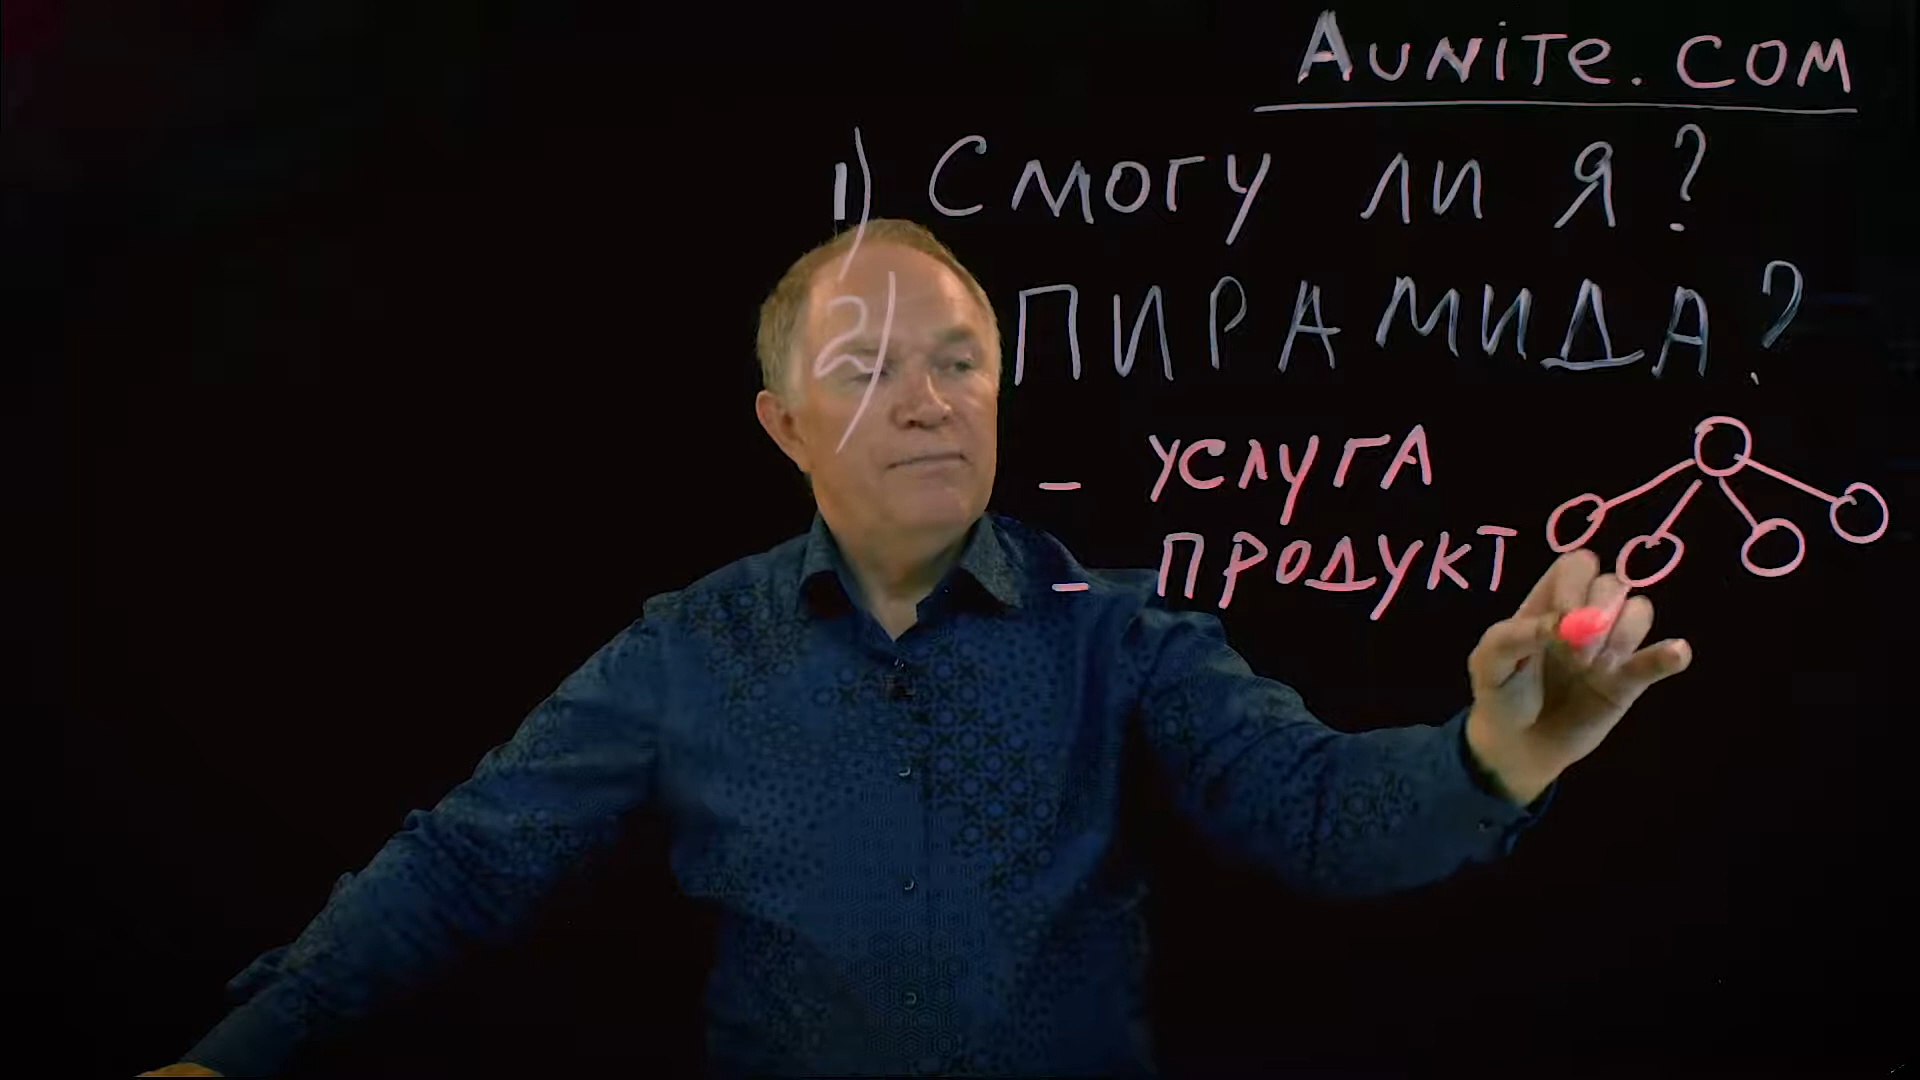 AUNITE.COM
1) СМОГУ ЛИ Я?
2) ПИРАМИДА?
- УСЛУГА
- ПРОДУКТ